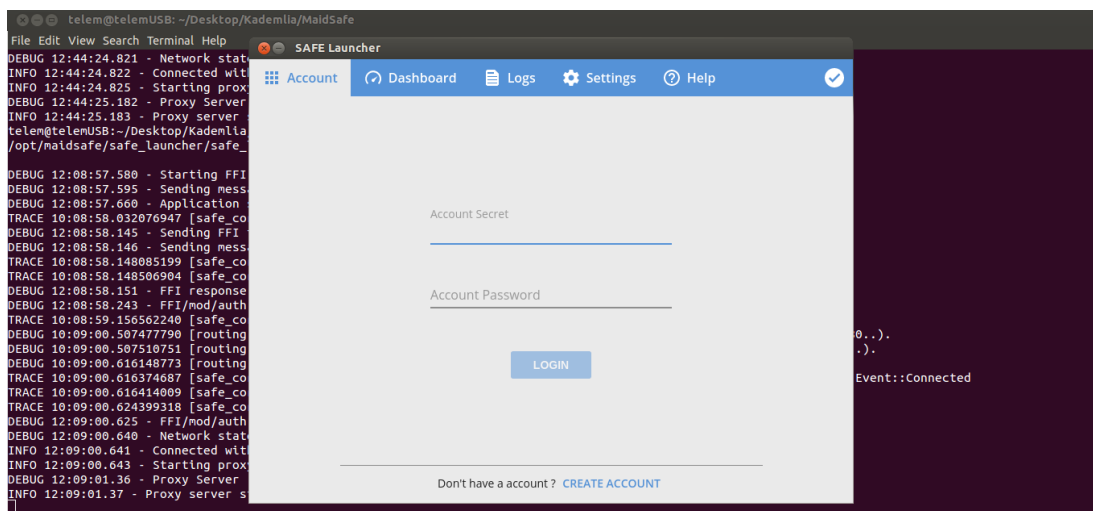 telem@telemUSB: ~/Desktop/Kademlia/MaidSafe
File Edit View Search Terminal Help
DEBUG 12:44:24.821 - Network stat
INFO 12:44:24.822 - Connected wit
INFO 12:44:24.825 - Starting prox
DEBUG 12:44:25.182 - Proxy Server
INFO 12:44:25.183 - Proxy server
telem@telemUSB:~/Desktop/Kademlia
/opt/maidsafe/safe_launcher/safe_
DEBUG 12:08:57.580 - Starting FFI
DEBUG 12:08:57.595 - Sending mess
DEBUG 12:08:57.660 - Application
TRACE 10:08:58.032076947 [safe_co
DEBUG 12:08:58.145 - Sending FFI
DEBUG 12:08:58.146 - Sending mess
TRACE 10:08:58.148085199 [safe_co
TRACE 10:08:58.148506904 [safe_co
DEBUG 12:08:58.151 - FFI response
DEBUG 12:08:58.243 - FFI/mod/auth
TRACE 10:08:59.156562240 [safe_co
DEBUG 10:09:00.507477790 [routing 0..).
DEBUG 10:09:00.507510751 [routing .).
DEBUG 10:09:00.616148773 [routing
TRACE 10:09:00.616374687 [safe_co Event::Connected
TRACE 10:09:00.616414009 [safe_co
TRACE 10:09:00.624399318 [safe_co
DEBUG 12:09:00.625 - FFI/mod/auth
DEBUG 12:09:00.640 - Network stat
INFO 12:09:00.641 - Connected wit
INFO 12:09:00.643 - Starting prox
DEBUG 12:09:01.36 - Proxy Server
INFO 12:09:01.37 - Proxy server s
SAFE Launcher
Account Dashboard Logs Settings Help
Account Secret
Account Password
LOGIN
Don't have a account ? CREATE ACCOUNT